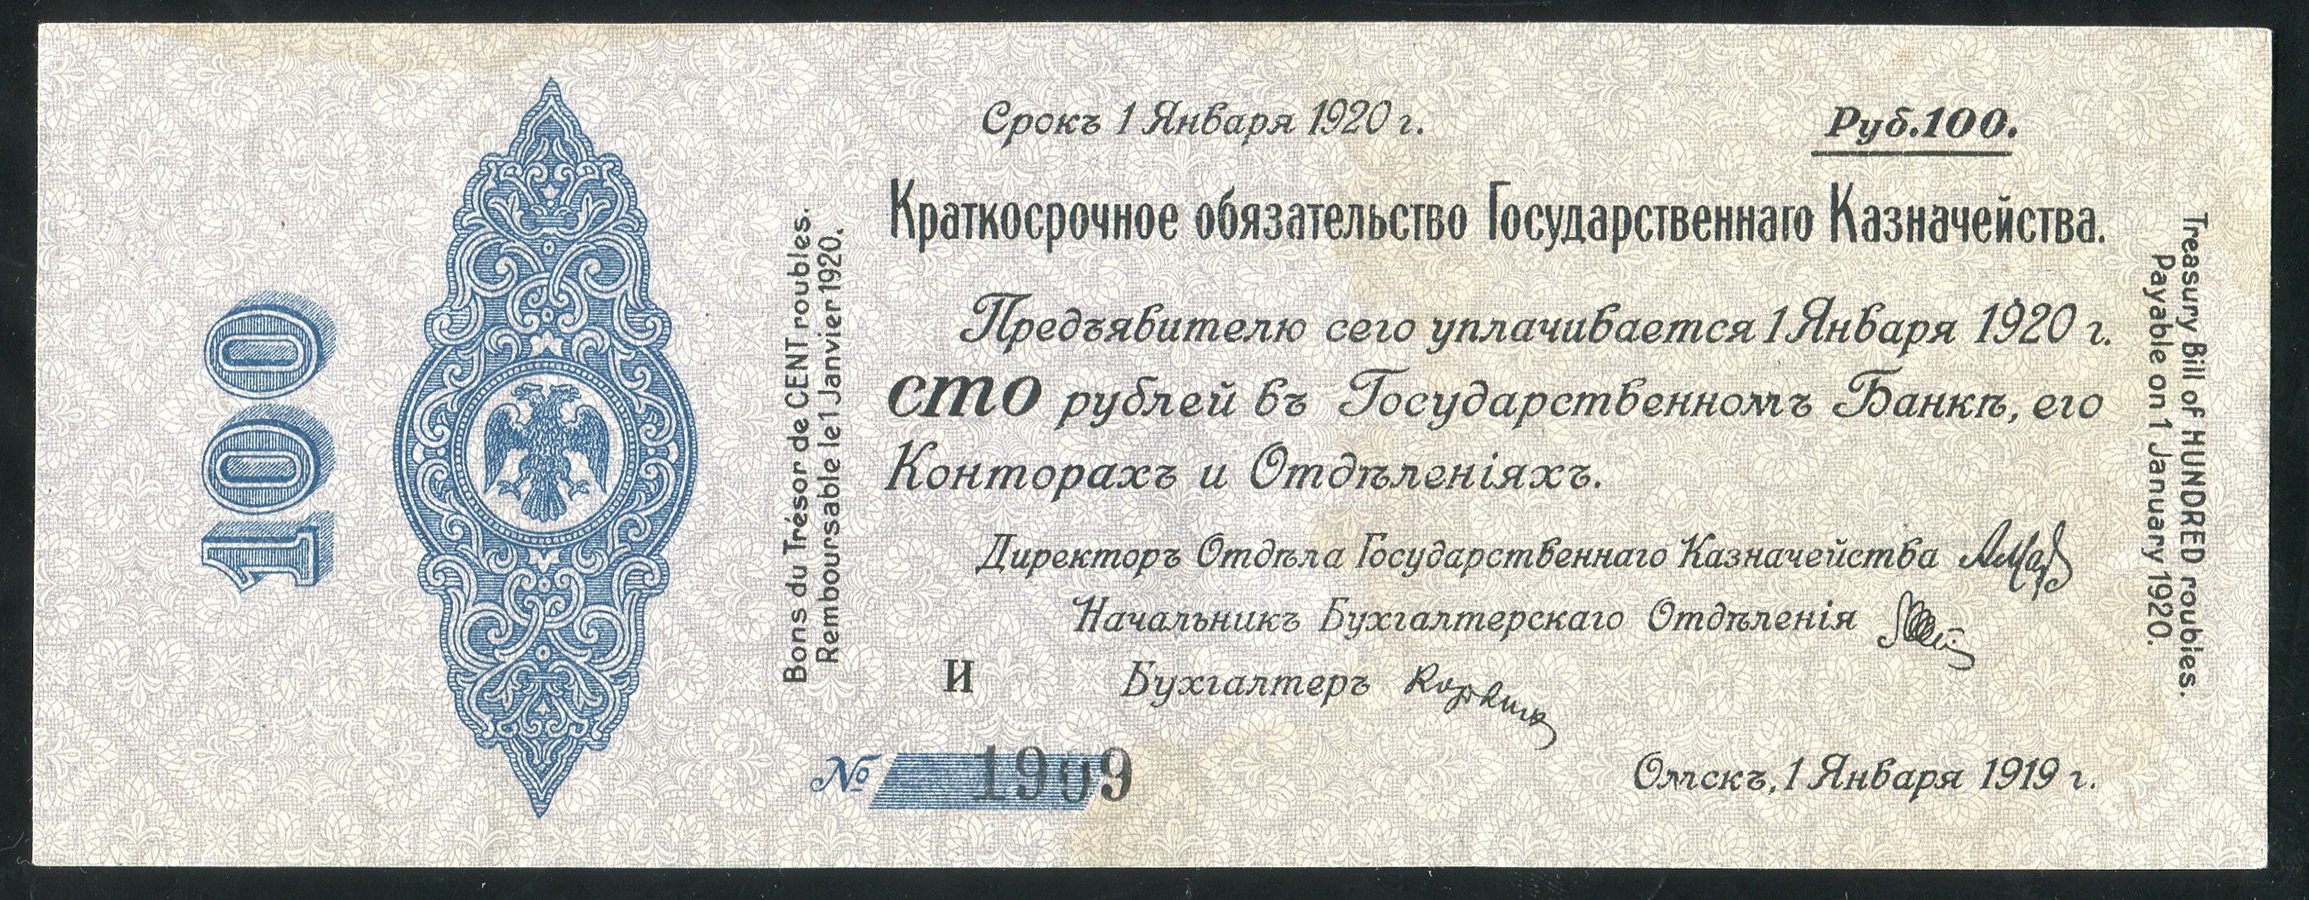 100
Bons du Trésor de CENT roubles.
Remboursable le 1 Janvier 1920.
Срокъ 1 Января 1920 г.
Руб. 100.
Краткосрочное обязательство Государственнаго Казначейства.
Предъявителю сего уплачивается 1 Января 1920 г.
сто рублей въ Государственномъ Банкѣ, его
Конторахъ и Отдѣленіяхъ.
Директоръ Отдѣла Государственнаго Казначейства
Начальникъ Бухгалтерскаго Отдѣленія
И Бухгалтеръ
№ 1999
Омскъ, 1 Января 1919 г.
Treasury Bill of HUNDRED roubles.
Payable on 1 January 1920.